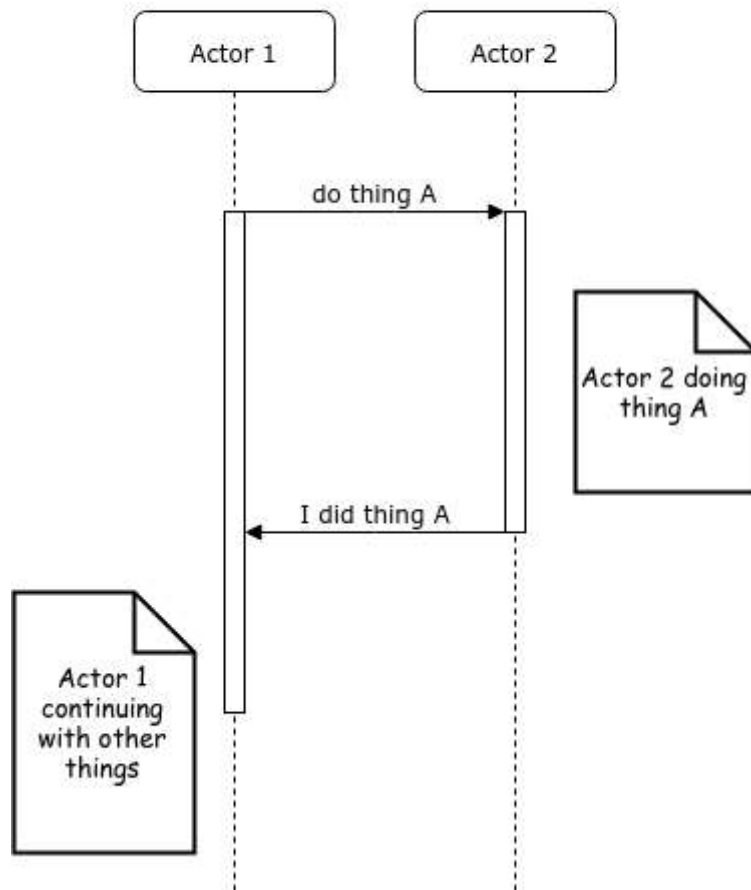 Actor 1
Actor 2
do thing A
Actor 2 doing
thing A
I did thing A
Actor 1
continuing
with other
things